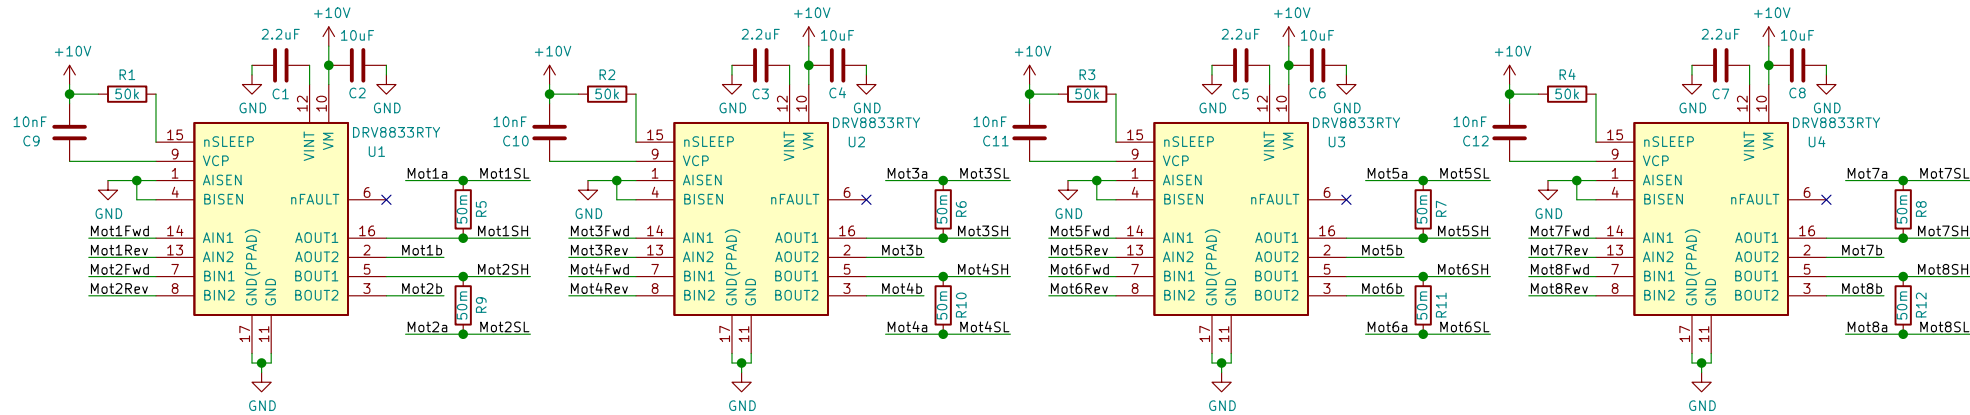 +10V
2.2uF
10uF
+10V
C1
C2
R1
50k
GND
GND
12
10
10nF
C9
DRV8833RTY
U1
15
nSLEEP
VINT
VM
9
VCP
1
AISEN
4
BISEN
GND
nFAULT
6
Mot1a
Mot1SL
50m
R5
Mot1Fwd
14
AIN1
AOUT1
16
Mot1SH
Mot1Rev
13
AIN2
AOUT2
2
Mot1b
Mot2Fwd
7
BIN1
BOUT1
5
Mot2SH
Mot2Rev
8
BIN2
BOUT2
3
Mot2b
50m
R9
GND(PPAD)
GND
Mot2a
Mot2SL
17
11
GND
+10V
2.2uF
10uF
+10V
C3
C4
R2
50k
GND
GND
12
10
10nF
C10
DRV8833RTY
U2
15
nSLEEP
VINT
VM
9
VCP
1
AISEN
4
BISEN
GND
nFAULT
6
Mot3a
Mot3SL
50m
R6
Mot3Fwd
14
AIN1
AOUT1
16
Mot3SH
Mot3Rev
13
AIN2
AOUT2
2
Mot3b
Mot4Fwd
7
BIN1
BOUT1
5
Mot4SH
Mot4Rev
8
BIN2
BOUT2
3
Mot4b
50m
R10
GND(PPAD)
GND
Mot4a
Mot4SL
17
11
GND
+10V
2.2uF
10uF
+10V
C5
C6
R3
50k
GND
GND
12
10
10nF
C11
DRV8833RTY
U3
15
nSLEEP
VINT
VM
9
VCP
1
AISEN
4
BISEN
GND
nFAULT
6
Mot5a
Mot5SL
50m
R7
Mot5Fwd
14
AIN1
AOUT1
16
Mot5SH
Mot5Rev
13
AIN2
AOUT2
2
Mot5b
Mot6Fwd
7
BIN1
BOUT1
5
Mot6SH
Mot6Rev
8
BIN2
BOUT2
3
Mot6b
50m
R11
GND(PPAD)
GND
Mot6a
Mot6SL
17
11
GND
+10V
2.2uF
10uF
+10V
C7
C8
R4
50k
GND
GND
12
10
10nF
C12
DRV8833RTY
U4
15
nSLEEP
VINT
VM
9
VCP
1
AISEN
4
BISEN
GND
nFAULT
6
Mot7a
Mot7SL
50m
R8
Mot7Fwd
14
AIN1
AOUT1
16
Mot7SH
Mot7Rev
13
AIN2
AOUT2
2
Mot7b
Mot8Fwd
7
BIN1
BOUT1
5
Mot8SH
Mot8Rev
8
BIN2
BOUT2
3
Mot8b
50m
R12
GND(PPAD)
GND
Mot8a
Mot8SL
17
11
GND